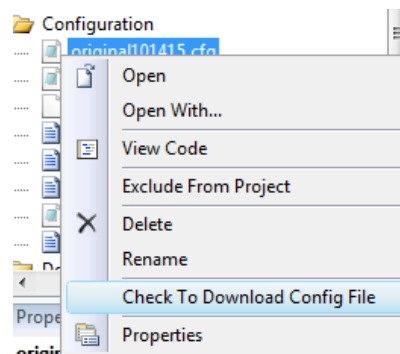 Configuration
original101415.cfg
Open
Open With...
View Code
Exclude From Project
Delete
Rename
Check To Download Config File
Properties